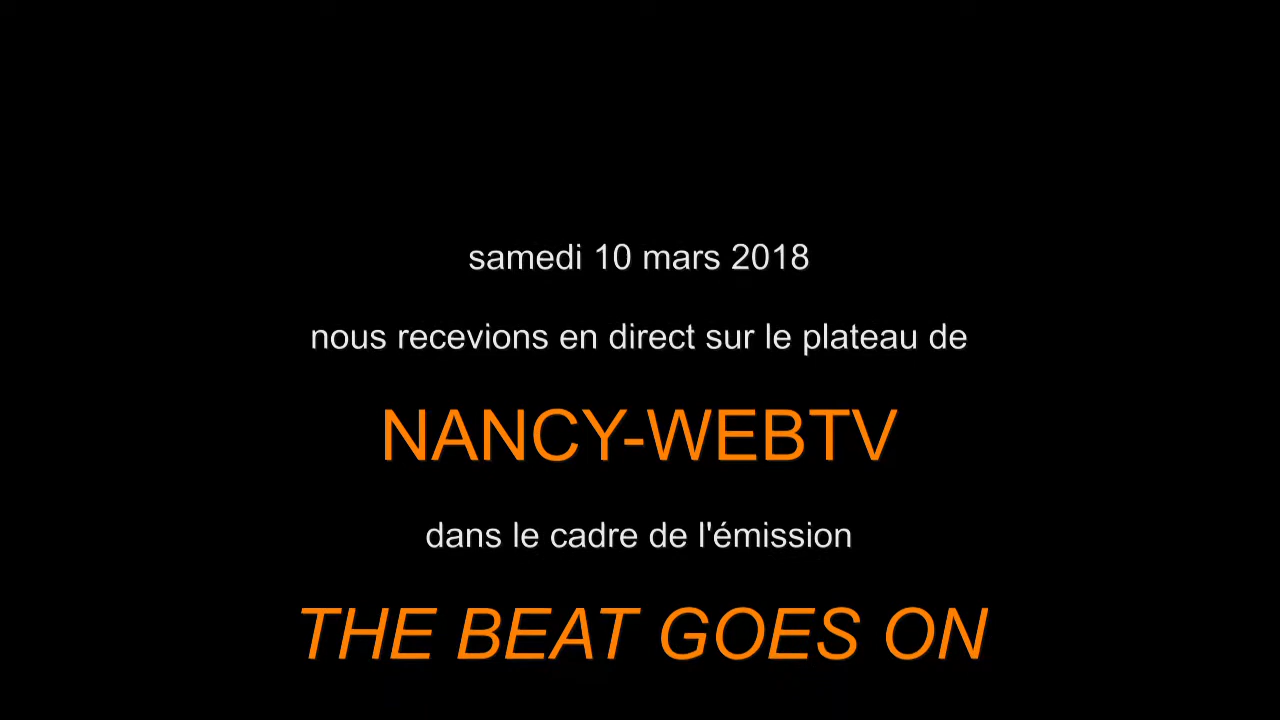 samedi 10 mars 2018
nous recevions en direct sur le plateau de
NANCY-WEBTV
dans le cadre de l'émission
THE BEAT GOES ON